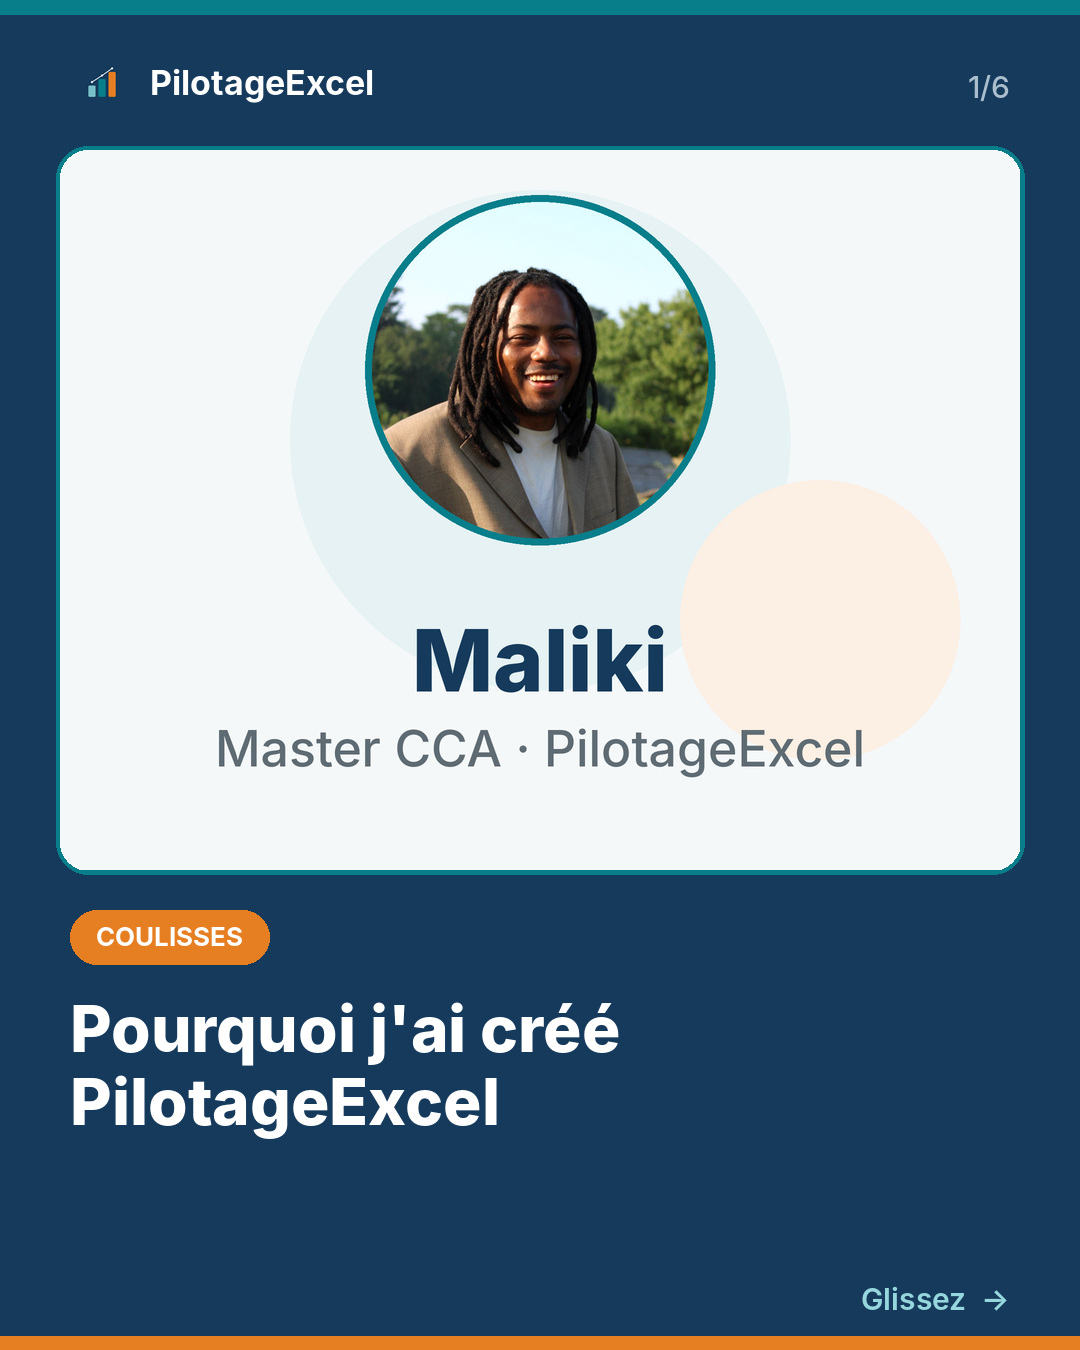 PilotageExcel
1/6
Maliki
Master CCA · PilotageExcel
COULISSES
Pourquoi j'ai créé
PilotageExcel
Glissez →